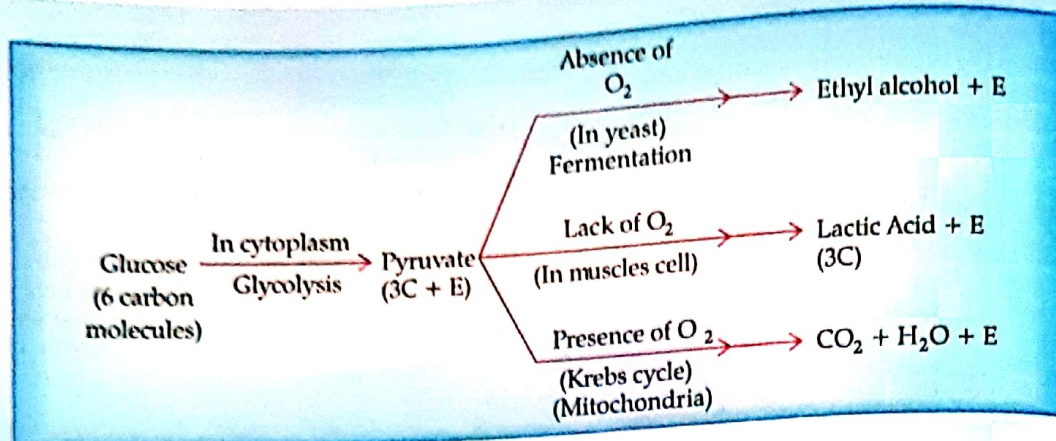 Absence of
O₂
Ethyl alcohol + E
(In yeast)
Fermentation
Lack of O₂
Lactic Acid + E
(3C)
(In muscles cell)
In cytoplasm
Glucose
Glycolysis
Pyruvate
(3C + E)
(6 carbon
molecules)
Presence of O ₂
CO₂ + H₂O + E
(Krebs cycle)
(Mitochondria)